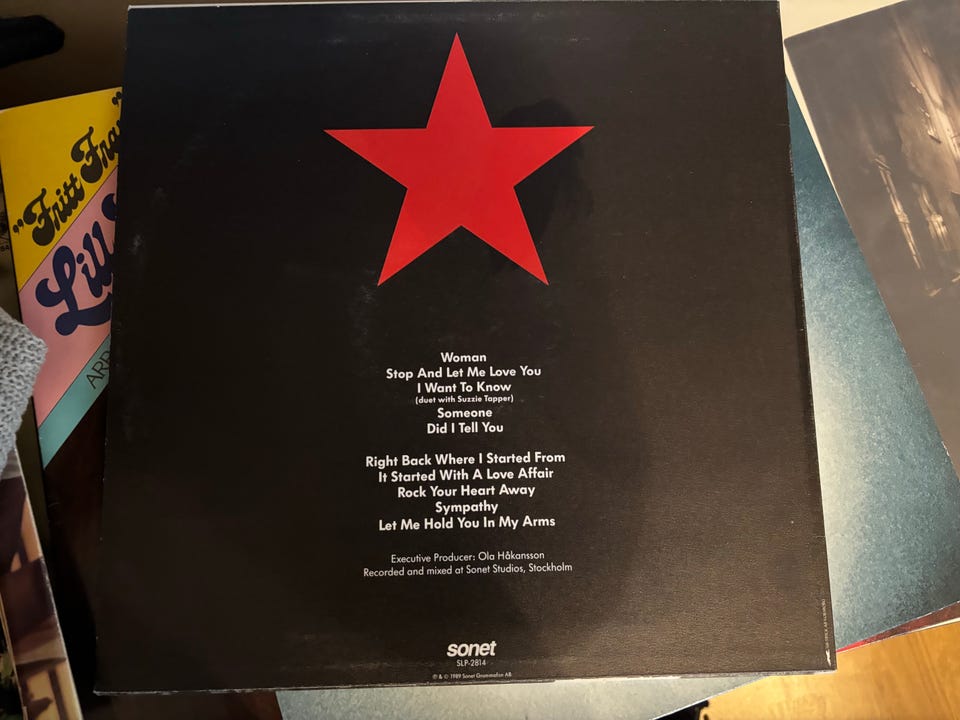 "Fritt Fra
Lill
ARR
Woman
Stop And Let Me Love You
I Want To Know
(duet with Suzzie Tapper)
Someone
Did I Tell You
Right Back Where I Started From
It Started With A Love Affair
Rock Your Heart Away
Sympathy
Let Me Hold You In My Arms
Executive Producer: Ola Håkansson
Recorded and mixed at Sonet Studios, Stockholm
sonet
SLP-2814
℗ & © 1989 Sonet Grammofon AB